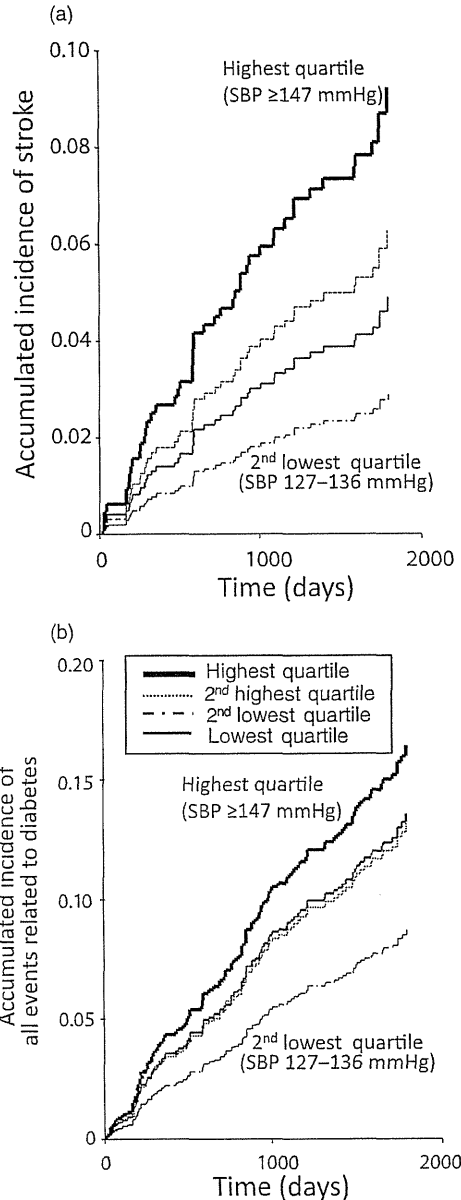 (a)
0.10
Highest quartile
(SBP ≥147 mmHg)
0.08
0.06
0.04
0.02
0
Accumulated incidence of stroke
2nd lowest quartile
(SBP 127–136 mmHg)
0
1000
2000
Time (days)
(b)
0.20
Highest quartile
2nd highest quartile
2nd lowest quartile
Lowest quartile
0.15
Highest quartile
(SBP ≥147 mmHg)
0.10
0.05
0
Accumulated incidence of
all events related to diabetes
2nd lowest quartile
(SBP 127–136 mmHg)
0
1000
2000
Time (days)